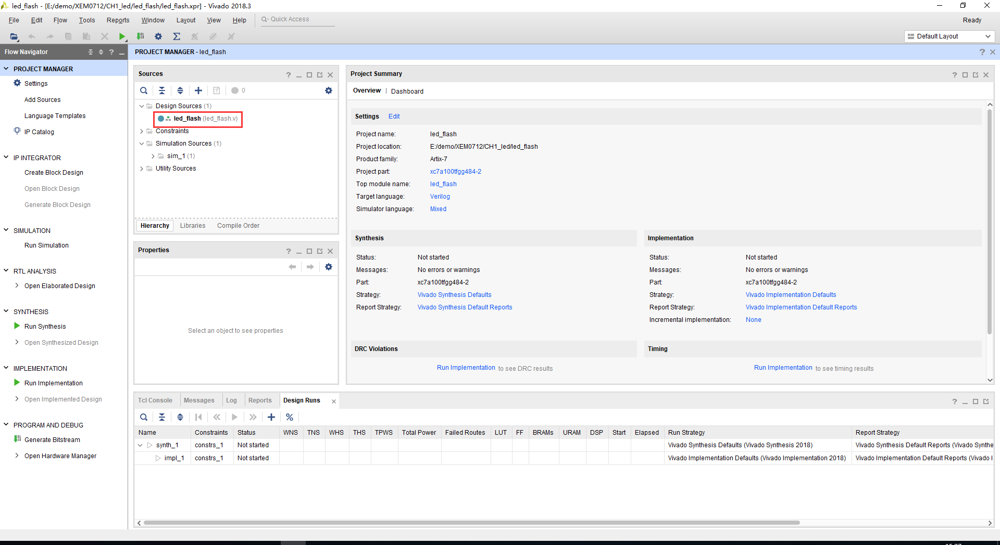 led_flash - [E:/demo/XEM0712/CH1_led/led_flash/led_flash.xpr] - Vivado 2018.3
File Edit Flow Tools Reports Window Layout View Help Quick Access Ready
Default Layout
Flow Navigator
PROJECT MANAGER
Settings
Add Sources
Language Templates
IP Catalog
IP INTEGRATOR
Create Block Design
Open Block Design
Generate Block Design
SIMULATION
Run Simulation
RTL ANALYSIS
Open Elaborated Design
SYNTHESIS
Run Synthesis
Open Synthesized Design
IMPLEMENTATION
Run Implementation
Open Implemented Design
PROGRAM AND DEBUG
Generate Bitstream
Open Hardware Manager
PROJECT MANAGER - led_flash
Sources
0
Design Sources (1)
led_flash (led_flash.v)
Constraints
Simulation Sources (1)
sim_1 (1)
Utility Sources
Hierarchy Libraries Compile Order
Properties
Select an object to see properties
Project Summary
Overview | Dashboard
Settings Edit
Project name: led_flash
Project location: E:/demo/XEM0712/CH1_led/led_flash
Product family: Artix-7
Project part: xc7a100tfgg484-2
Top module name: led_flash
Target language: Verilog
Simulator language: Mixed
Synthesis
Status: Not started
Messages: No errors or warnings
Part: xc7a100tfgg484-2
Strategy: Vivado Synthesis Defaults
Report Strategy: Vivado Synthesis Default Reports
Implementation
Status: Not started
Messages: No errors or warnings
Part: xc7a100tfgg484-2
Strategy: Vivado Implementation Defaults
Report Strategy: Vivado Implementation Default Reports
Incremental implementation: None
DRC Violations
Run Implementation to see DRC results
Timing
Run Implementation to see timing results
Tcl Console Messages Log Reports Design Runs
Name Constraints Status WNS TNS WHS THS TPWS Total Power Failed Routes LUT FF BRAMs URAM DSP Start Elapsed Run Strategy Report Strategy
synth_1 constrs_1 Not started Vivado Synthesis Defaults (Vivado Synthesis 2018) Vivado Synthesis Default Reports (Vivado Synthe
impl_1 constrs_1 Not started Vivado Implementation Defaults (Vivado Implementation 2018) Vivado Implementation Default Reports (Vivado I